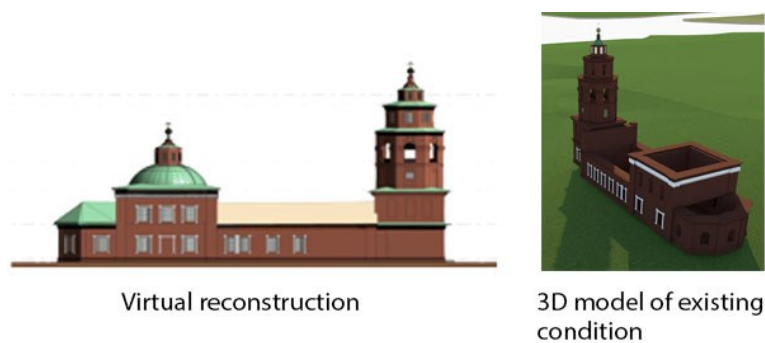 Virtual reconstruction
3D model of existing
condition